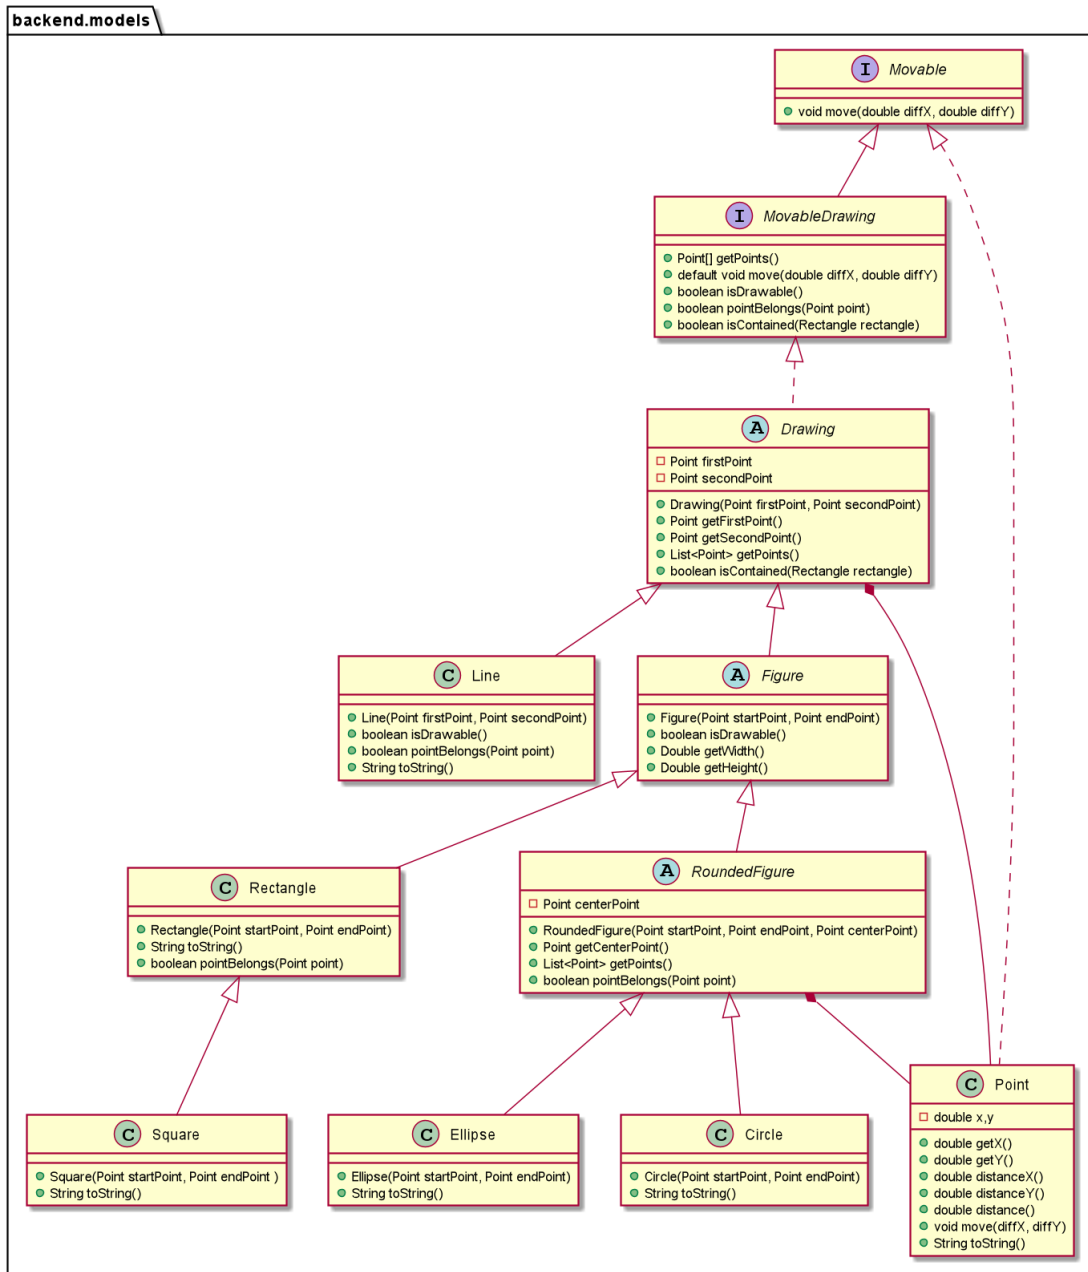 backend.models
I Movable
void move(double diffX, double diffY)
I MovableDrawing
Point[] getPoints()
default void move(double diffX, double diffY)
boolean isDrawable()
boolean pointBelongs(Point point)
boolean isContained(Rectangle rectangle)
A Drawing
Point firstPoint
Point secondPoint
Drawing(Point firstPoint, Point secondPoint)
Point getFirstPoint()
Point getSecondPoint()
List<Point> getPoints()
boolean isContained(Rectangle rectangle)
C Line
Line(Point firstPoint, Point secondPoint)
boolean isDrawable()
boolean pointBelongs(Point point)
String toString()
A Figure
Figure(Point startPoint, Point endPoint)
boolean isDrawable()
Double getWidth()
Double getHeight()
C Rectangle
Rectangle(Point startPoint, Point endPoint)
String toString()
boolean pointBelongs(Point point)
A RoundedFigure
Point centerPoint
RoundedFigure(Point startPoint, Point endPoint, Point centerPoint)
Point getCenterPoint()
List<Point> getPoints()
boolean pointBelongs(Point point)
C Square
Square(Point startPoint, Point endPoint )
String toString()
C Ellipse
Ellipse(Point startPoint, Point endPoint)
String toString()
C Circle
Circle(Point startPoint, Point endPoint)
String toString()
C Point
double x,y
double getX()
double getY()
double distanceX()
double distanceY()
double distance()
void move(diffX, diffY)
String toString()